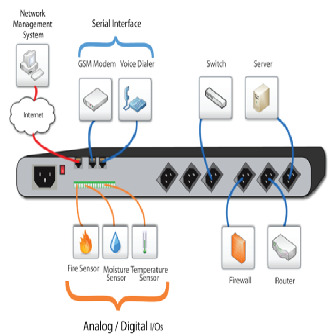 Network
Management
System
Serial Interface
GSM Modem
Voice Dialer
Switch
Server
Internet
Fire Sensor
Moisture
Sensor
Temperature
Sensor
Firewall
Router
Analog / Digital I/Os